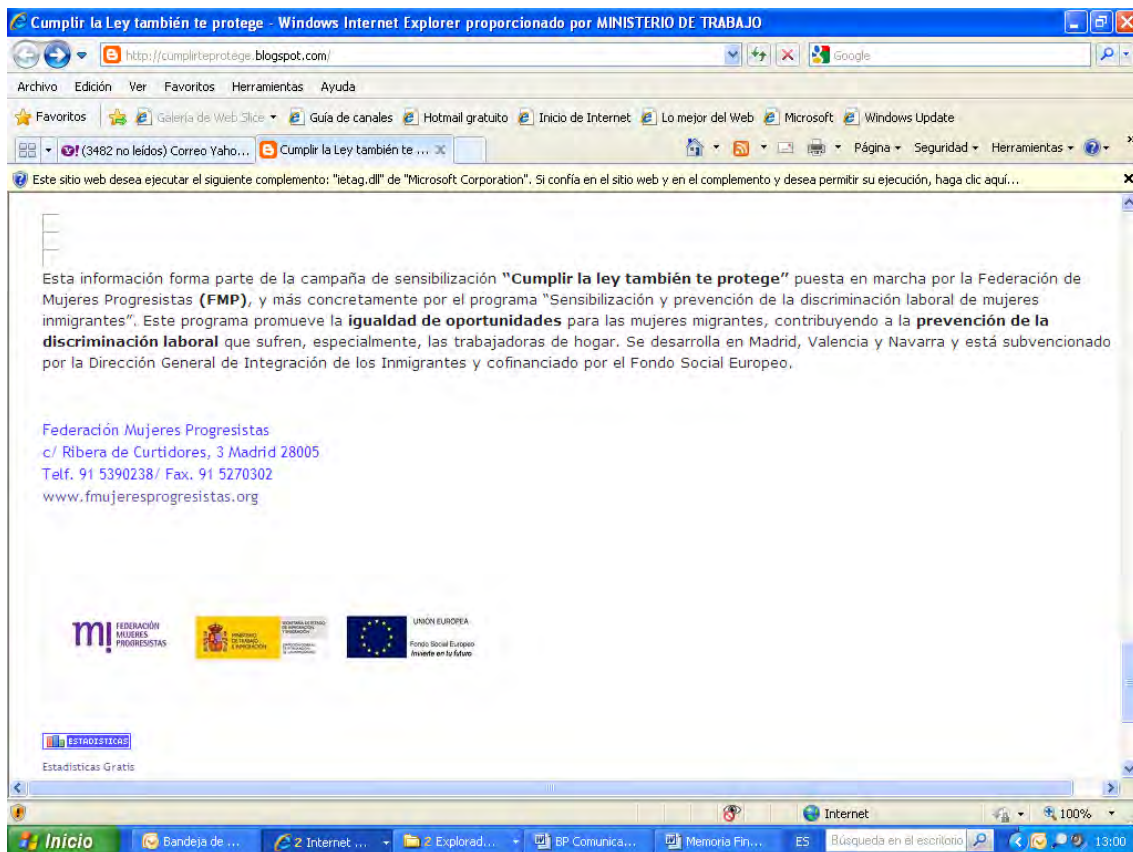 Cumplir la Ley también te protege - Windows Internet Explorer proporcionado por MINISTERIO DE TRABAJO
http://cumplirteprotege.blogspot.com/
Google
Archivo Edición Ver Favoritos Herramientas Ayuda
Favoritos Galería de Web Slice Guía de canales Hotmail gratuito Inicio de Internet Lo mejor del Web Microsoft Windows Update
(3482 no leídos) Correo Yaho... Cumplir la Ley también te ... Página Seguridad Herramientas
Este sitio web desea ejecutar el siguiente complemento: "ietag.dll" de "Microsoft Corporation". Si confía en el sitio web y en el complemento y desea permitir su ejecución, haga clic aquí...
Esta información forma parte de la campaña de sensibilización “Cumplir la ley también te protege” puesta en marcha por la Federación de
Mujeres Progresistas (FMP), y más concretamente por el programa “Sensibilización y prevención de la discriminación laboral de mujeres
inmigrantes”. Este programa promueve la igualdad de oportunidades para las mujeres migrantes, contribuyendo a la prevención de la
discriminación laboral que sufren, especialmente, las trabajadoras de hogar. Se desarrolla en Madrid, Valencia y Navarra y está subvencionado
por la Dirección General de Integración de los Inmigrantes y cofinanciado por el Fondo Social Europeo.
Federación Mujeres Progresistas
c/ Ribera de Curtidores, 3 Madrid 28005
Telf. 91 5390238/ Fax. 91 5270302
www.fmujeresprogresistas.org
FEDERACIÓN
MUJERES
PROGRESISTAS
MINISTERIO
DE TRABAJO
E INMIGRACIÓN
UNIÓN EUROPEA
Fondo Social Europeo
Invierte en tu futuro
ESTADISTICAS
Estadisticas Gratis
Internet 100%
Inicio Bandeja de ... 2 Internet ... 2 Explorad... BP Comunica... Memoria Fin... ES Búsqueda en el escritorio 13:00